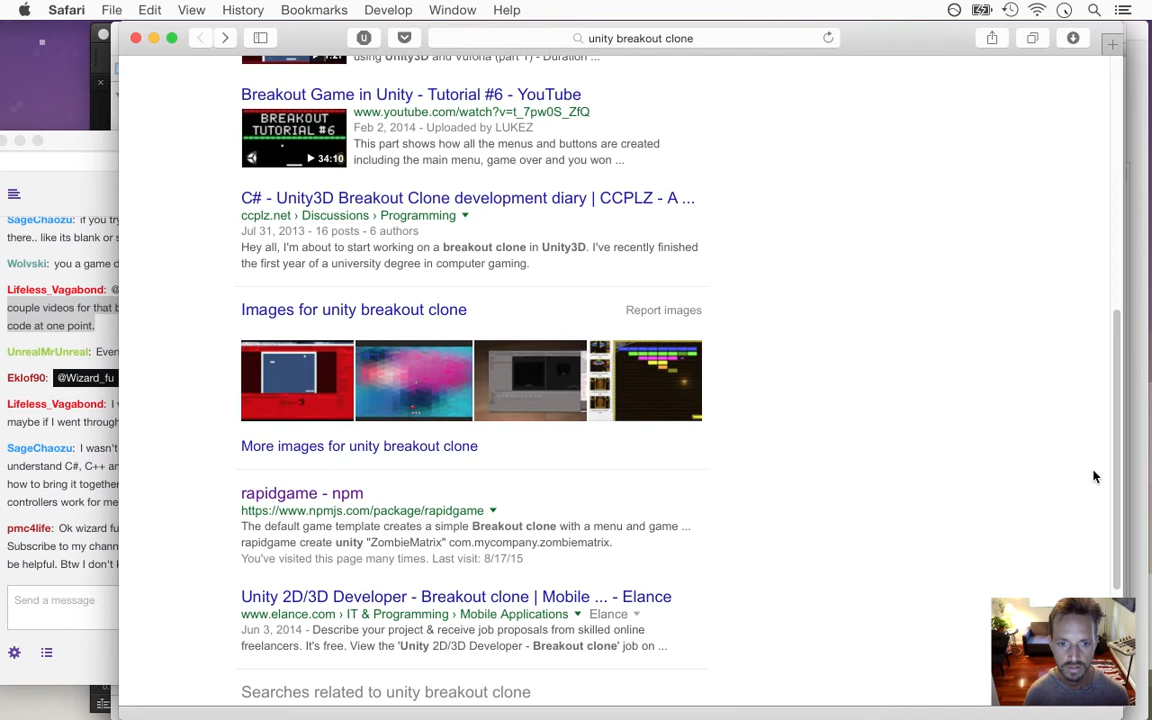 Safari File Edit View History Bookmarks Develop Window Help
unity breakout clone
using Unity3D and Vuforia (part 1) - Duration ...
Breakout Game in Unity - Tutorial #6 - YouTube
www.youtube.com/watch?v=t_7pw0S_ZfQ
BREAKOUT
TUTORIAL #6
34:10
Feb 2, 2014 - Uploaded by LUKEZ
This part shows how all the menus and buttons are created
including the main menu, game over and you won ...
C# - Unity3D Breakout Clone development diary | CCPLZ - A ...
ccplz.net › Discussions › Programming
Jul 31, 2013 - 16 posts - 6 authors
Hey all, I'm about to start working on a breakout clone in Unity3D. I've recently finished
the first year of a university degree in computer gaming.
Images for unity breakout clone
Report images
More images for unity breakout clone
rapidgame - npm
https://www.npmjs.com/package/rapidgame
The default game template creates a simple Breakout clone with a menu and game ...
rapidgame create unity "ZombieMatrix" com.mycompany.zombiematrix.
You've visited this page many times. Last visit: 8/17/15
Unity 2D/3D Developer - Breakout clone | Mobile ... - Elance
www.elance.com › IT & Programming › Mobile Applications Elance
Jun 3, 2014 - Describe your project & receive job proposals from skilled online
freelancers. It's free. View the 'Unity 2D/3D Developer - Breakout clone' job on ...
Searches related to unity breakout clone
SageChaozu: if you try
there.. like its blank or s
Wolvski: you a game d
Lifeless_Vagabond: @
couple videos for that b
code at one point.
UnrealMrUnreal: Even
Eklof90: @Wizard_fu
Lifeless_Vagabond: I w
maybe if I went through
SageChaozu: I wasn't
understand C#, C++ an
how to bring it together
controllers work for me
pmc4life: Ok wizard fu
Subscribe to my chann
be helpful. Btw I don't k
Send a message